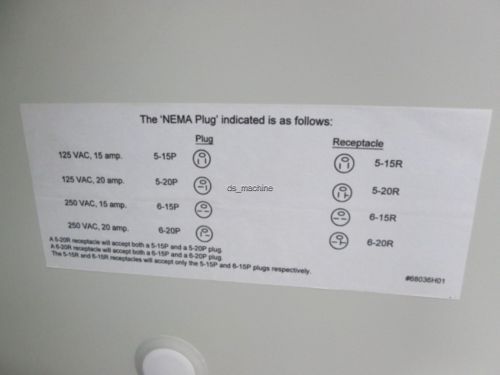 The 'NEMA Plug' indicated is as follows:
Plug Receptacle
125 VAC, 15 amp. 5-15P 5-15R
125 VAC, 20 amp. 5-20P 5-20R
ds_machine
250 VAC, 15 amp. 6-15P 6-15R
250 VAC, 20 amp. 6-20P 6-20R
A 5-20R receptacle will accept both a 5-15P and a 5-20P plug.
A 6-20R receptacle will accept both a 6-15P and a 6-20P plug.
The 5-15R and 6-15R receptacles will accept only the 5-15P and 6-15P plugs respectively.
#68036H01